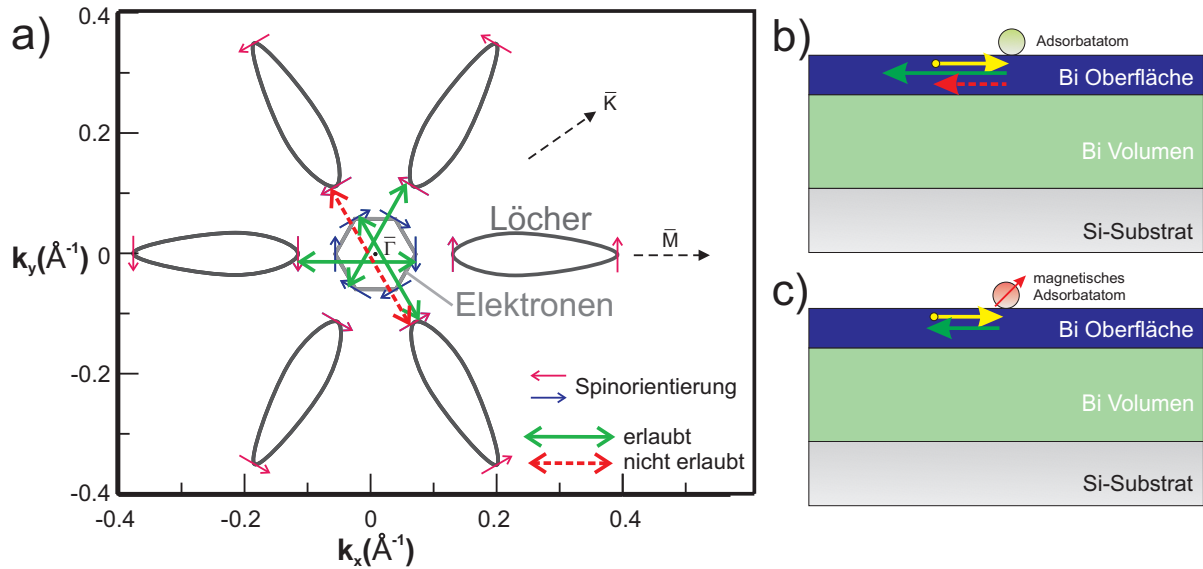 a)
0.4
0.2
0
-0.2
-0.4
k_y(Å⁻¹)
-0.4
-0.2
0
0.2
0.4
k_x(Å⁻¹)
K̅
M̅
Γ̅
Löcher
Elektronen
Spinorientierung
erlaubt
nicht erlaubt
b)
Adsorbatatom
Bi Oberfläche
Bi Volumen
Si-Substrat
c)
magnetisches
Adsorbatatom
Bi Oberfläche
Bi Volumen
Si-Substrat